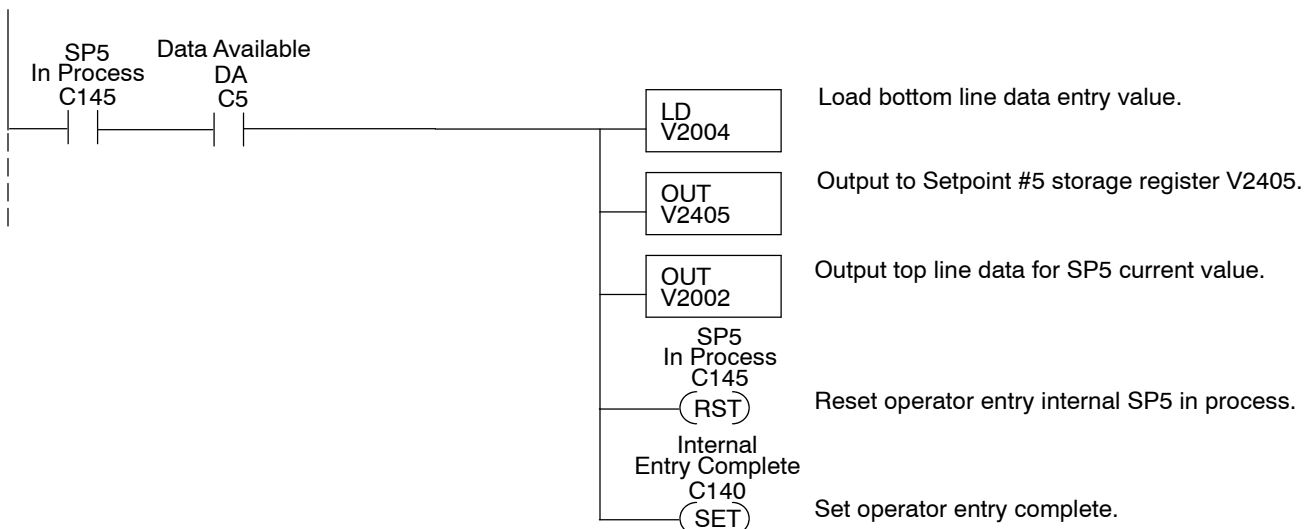 SP5
In Process
C145
Data Available
DA
C5
LD
V2004
Load bottom line data entry value.
OUT
V2405
Output to Setpoint #5 storage register V2405.
OUT
V2002
Output top line data for SP5 current value.
SP5
In Process
C145
RST
Reset operator entry internal SP5 in process.
Internal
Entry Complete
C140
SET
Set operator entry complete.